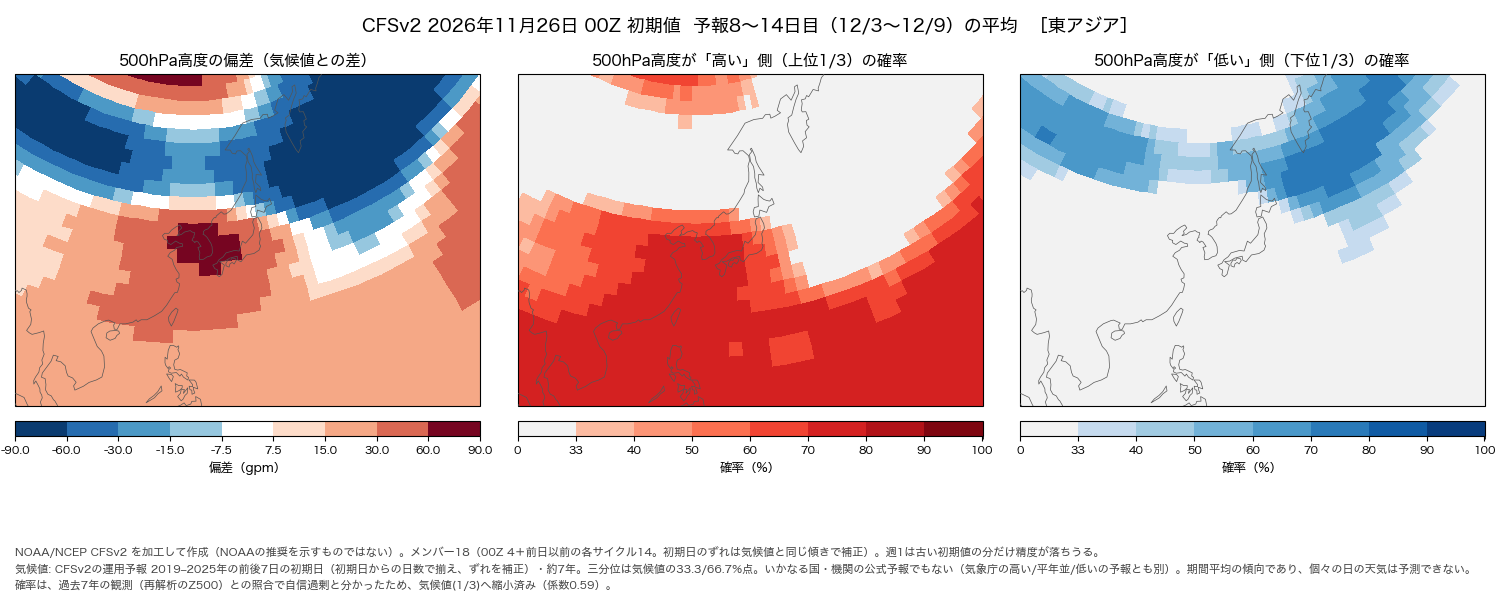 CFSv2 2026年11月26日 00Z 初期値  予報8～14日目（12/3～12/9）の平均  ［東アジア］
500hPa高度の偏差（気候値との差）
500hPa高度が「高い」側（上位1/3）の確率
500hPa高度が「低い」側（下位1/3）の確率
-90.0 -60.0 -30.0 -15.0 -7.5 7.5 15.0 30.0 60.0 90.0
偏差（gpm）
0 33 40 50 60 70 80 90 100
確率（%）
0 33 40 50 60 70 80 90 100
確率（%）
NOAA/NCEP CFSv2 を加工して作成（NOAAの推奨を示すものではない）。メンバー18（00Z 4＋前日以前の各サイクル14。初期日のずれは気候値と同じ傾きで補正）。週1は古い初期値の分だけ精度が落ちうる。
気候値: CFSv2の運用予報 2019–2025年の前後7日の初期日（初期日からの日数で揃え、ずれを補正）・約7年。三分位は気候値の33.3/66.7%点。いかなる国・機関の公式予報でもない（気象庁の高い/平年並/低いの予報とも別）。期間平均の傾向であり、個々の日の天気は予測できない。
確率は、過去7年の観測（再解析のZ500）との照合で自信過剰と分かったため、気候値(1/3)へ縮小済み（係数0.59）。